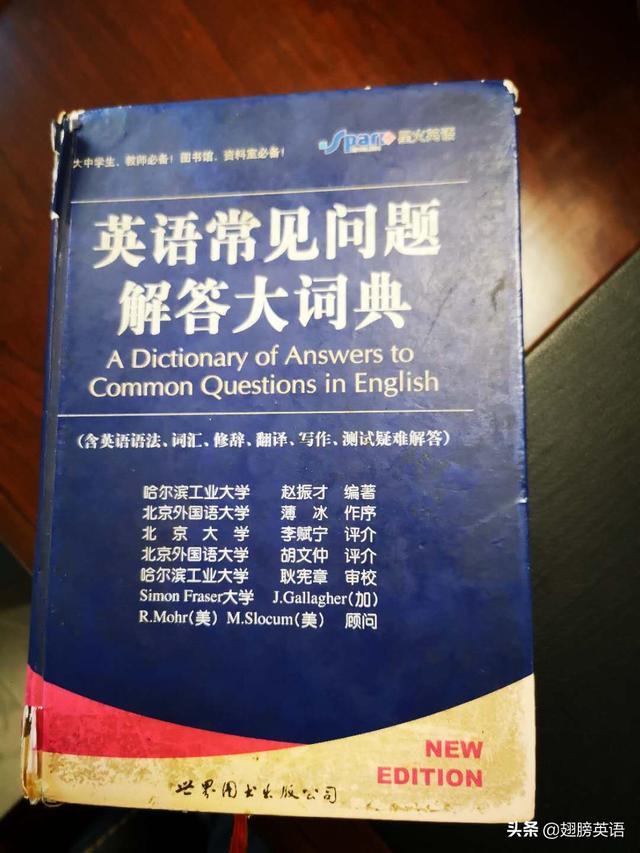 大中学生、教师必备！图书馆、资料室必备！
Spark 星火英语
英语常见问题
解答大词典
A Dictionary of Answers to
Common Questions in English
（含英语语法、词汇、修辞、翻译、写作、测试疑难解答）
哈尔滨工业大学 赵振才 编著
北京外国语大学 薄冰 作序
北京大学 李赋宁 评介
北京外国语大学 胡文仲 评介
哈尔滨工业大学 耿宪章 审校
Simon Fraser大学 J.Gallagher(加)
R.Mohr(美) M.Slocum(美) 顾问
NEW
EDITION
世界图书出版公司
头条 @翅膀英语